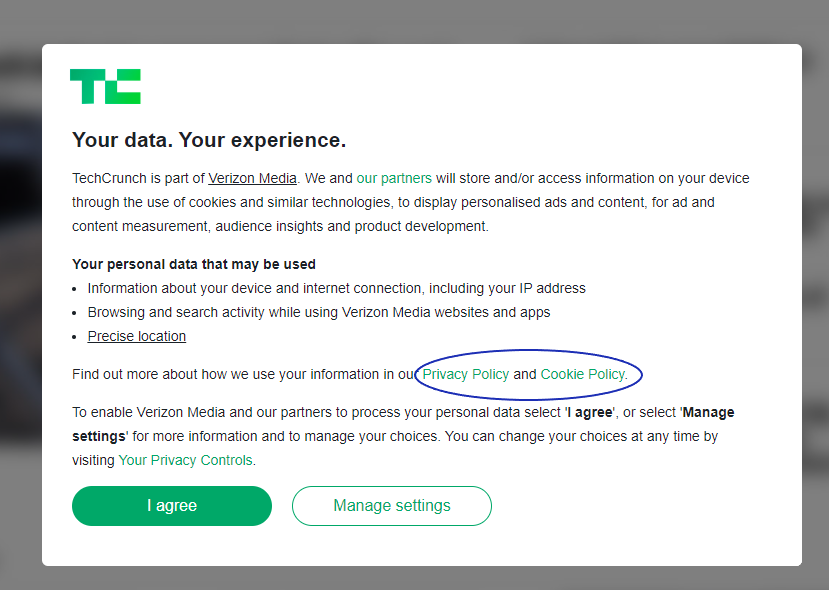 TC
Your data. Your experience.
TechCrunch is part of Verizon Media. We and our partners will store and/or access information on your device
through the use of cookies and similar technologies, to display personalised ads and content, for ad and
content measurement, audience insights and product development.
Your personal data that may be used
• Information about your device and internet connection, including your IP address
• Browsing and search activity while using Verizon Media websites and apps
• Precise location
Find out more about how we use your information in ou Privacy Policy and Cookie Policy.
To enable Verizon Media and our partners to process your personal data select 'I agree', or select 'Manage
settings' for more information and to manage your choices. You can change your choices at any time by
visiting Your Privacy Controls.
I agree
Manage settings